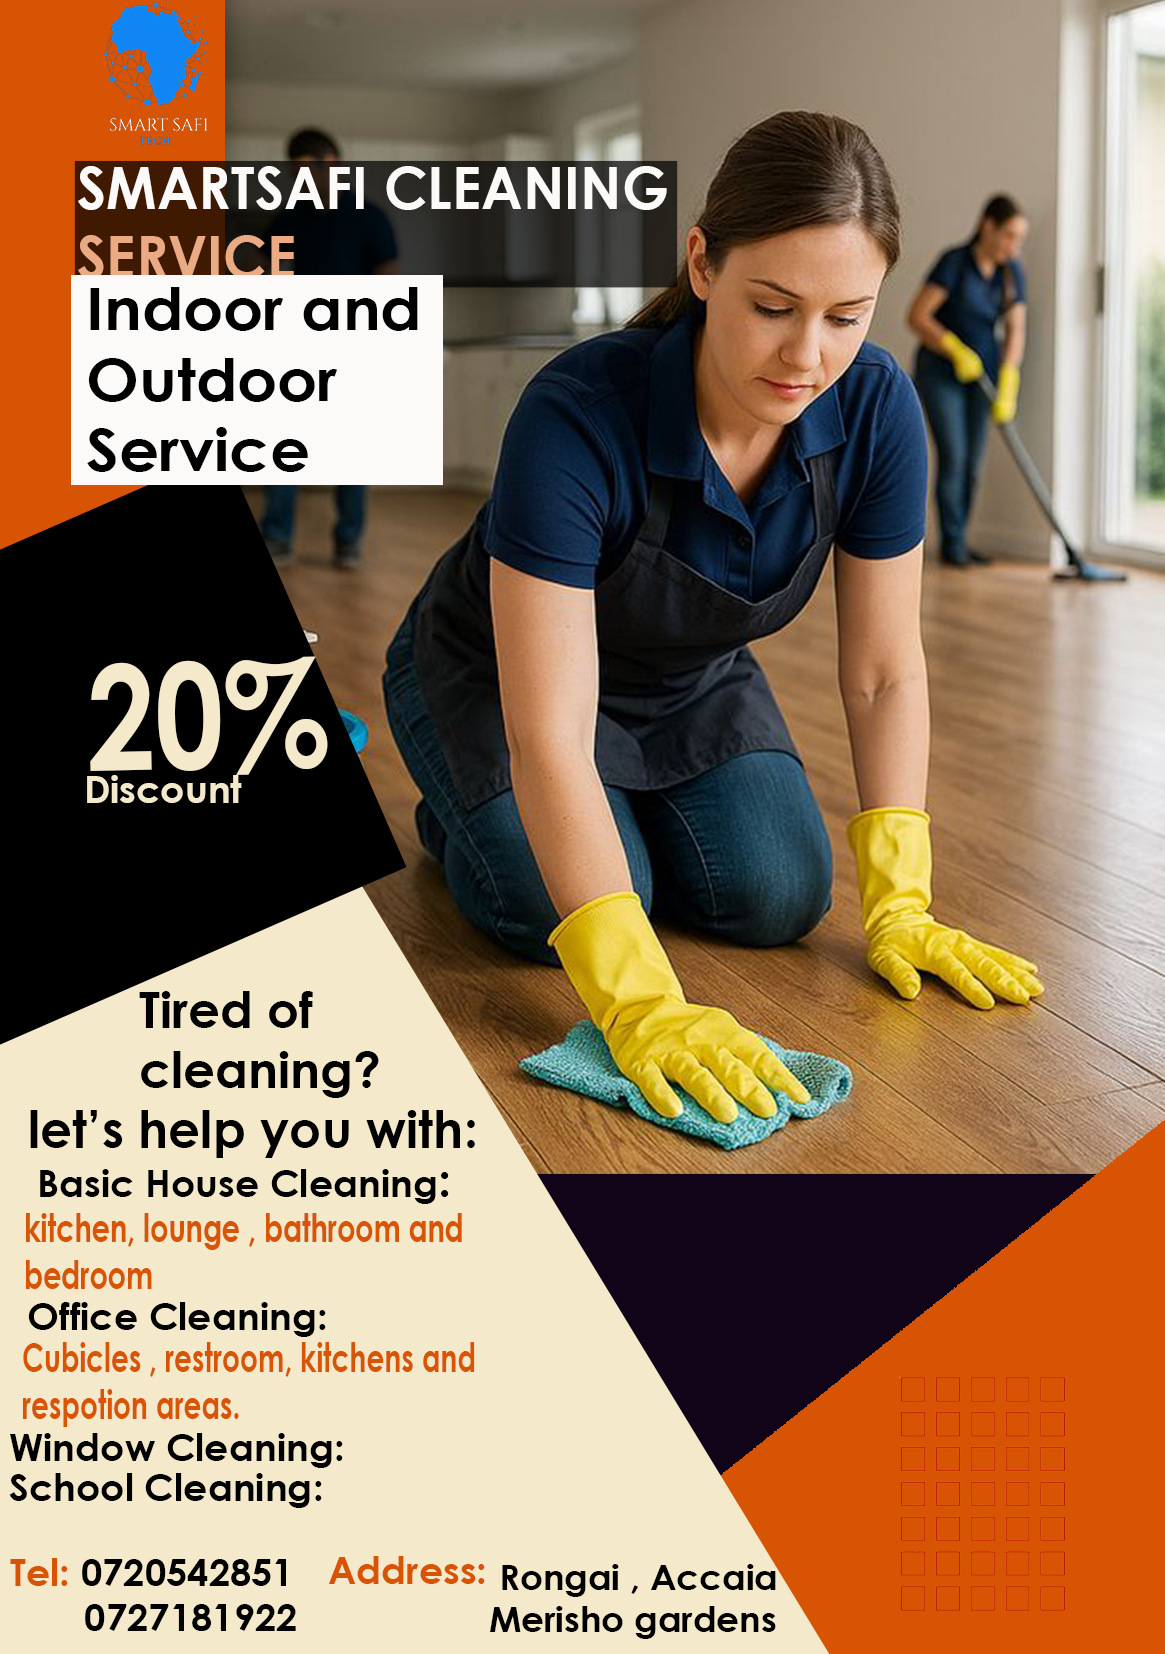 SMART SAFI
TECH
SMARTSAFI CLEANING
SERVICE
Indoor and
Outdoor
Service
20%
Discount
Tired of
cleaning?
let’s help you with:
Basic House Cleaning:
kitchen, lounge , bathroom and
bedroom
Office Cleaning:
Cubicles , restroom, kitchens and
respotion areas.
Window Cleaning:
School Cleaning:
Tel: 0720542851
0727181922
Address: Rongai , Accaia
Merisho gardens